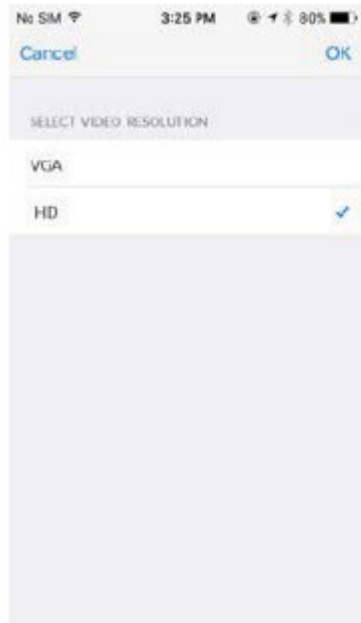 No SIM 3:25 PM 80%
Cancel OK
SELECT VIDEO RESOLUTION
VGA
HD